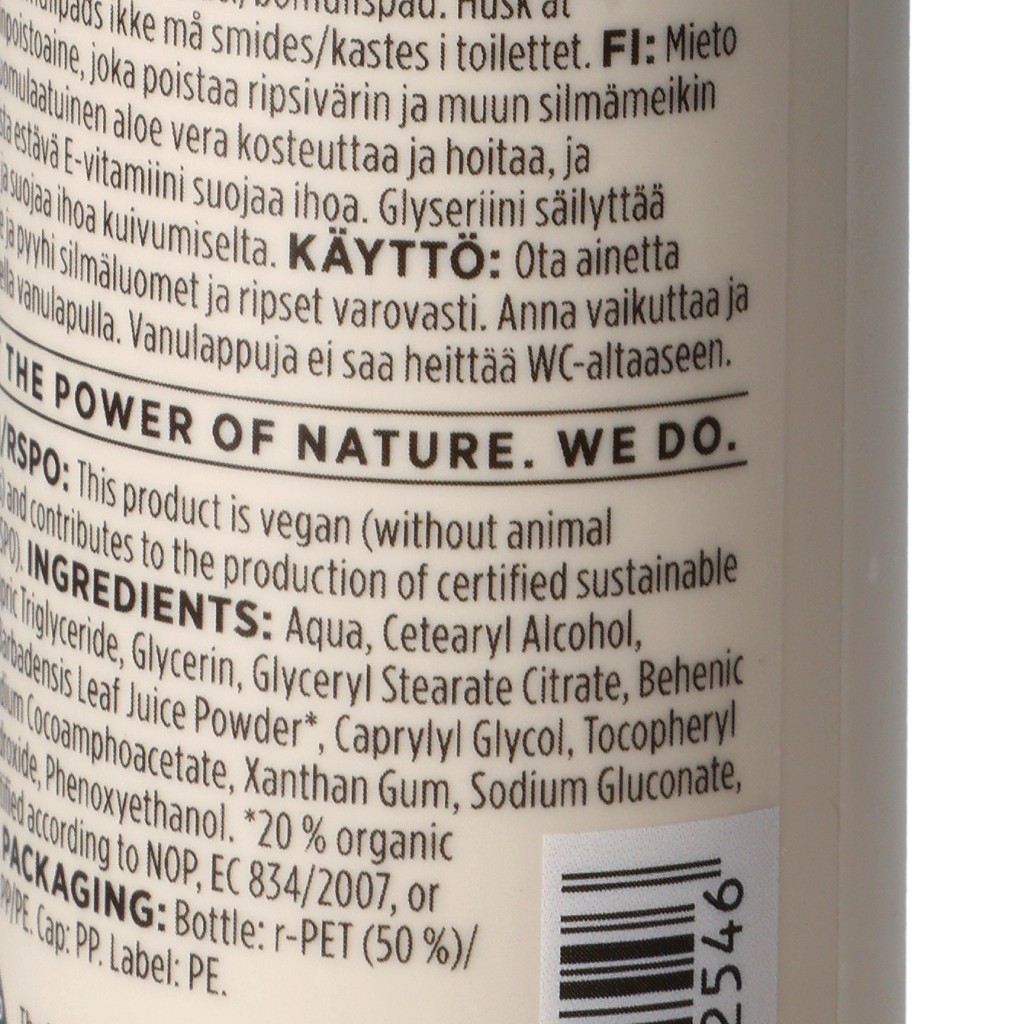 ikke må smides/kastes i toilettet. FI: Mieto
joka poistaa ripsivärin ja muun silmämeikin
aloe vera kosteuttaa ja hoitaa, ja
estävä E-vitamiini suojaa ihoa. Glyseriini säilyttää
ja suojaa ihoa kuivumiselta. KÄYTTÖ: Ota ainetta
ja pyyhi silmäluomet ja ripset varovasti. Anna vaikuttaa ja
vanulapulla. Vanulappuja ei saa heittää WC-altaaseen.
THE POWER OF NATURE. WE DO.
/RSPO: This product is vegan (without animal
and contributes to the production of certified sustainable
INGREDIENTS: Aqua, Cetearyl Alcohol,
Triglyceride, Glycerin, Glyceryl Stearate Citrate, Behenic
Leaf Juice Powder*, Caprylyl Glycol, Tocopheryl
Cocoamphoacetate, Xanthan Gum, Sodium Gluconate,
Phenoxyethanol. *20 % organic
according to NOP, EC 834/2007, or
PACKAGING: Bottle: r-PET (50 %)/
PP/PE. Cap: PP. Label: PE.
2546